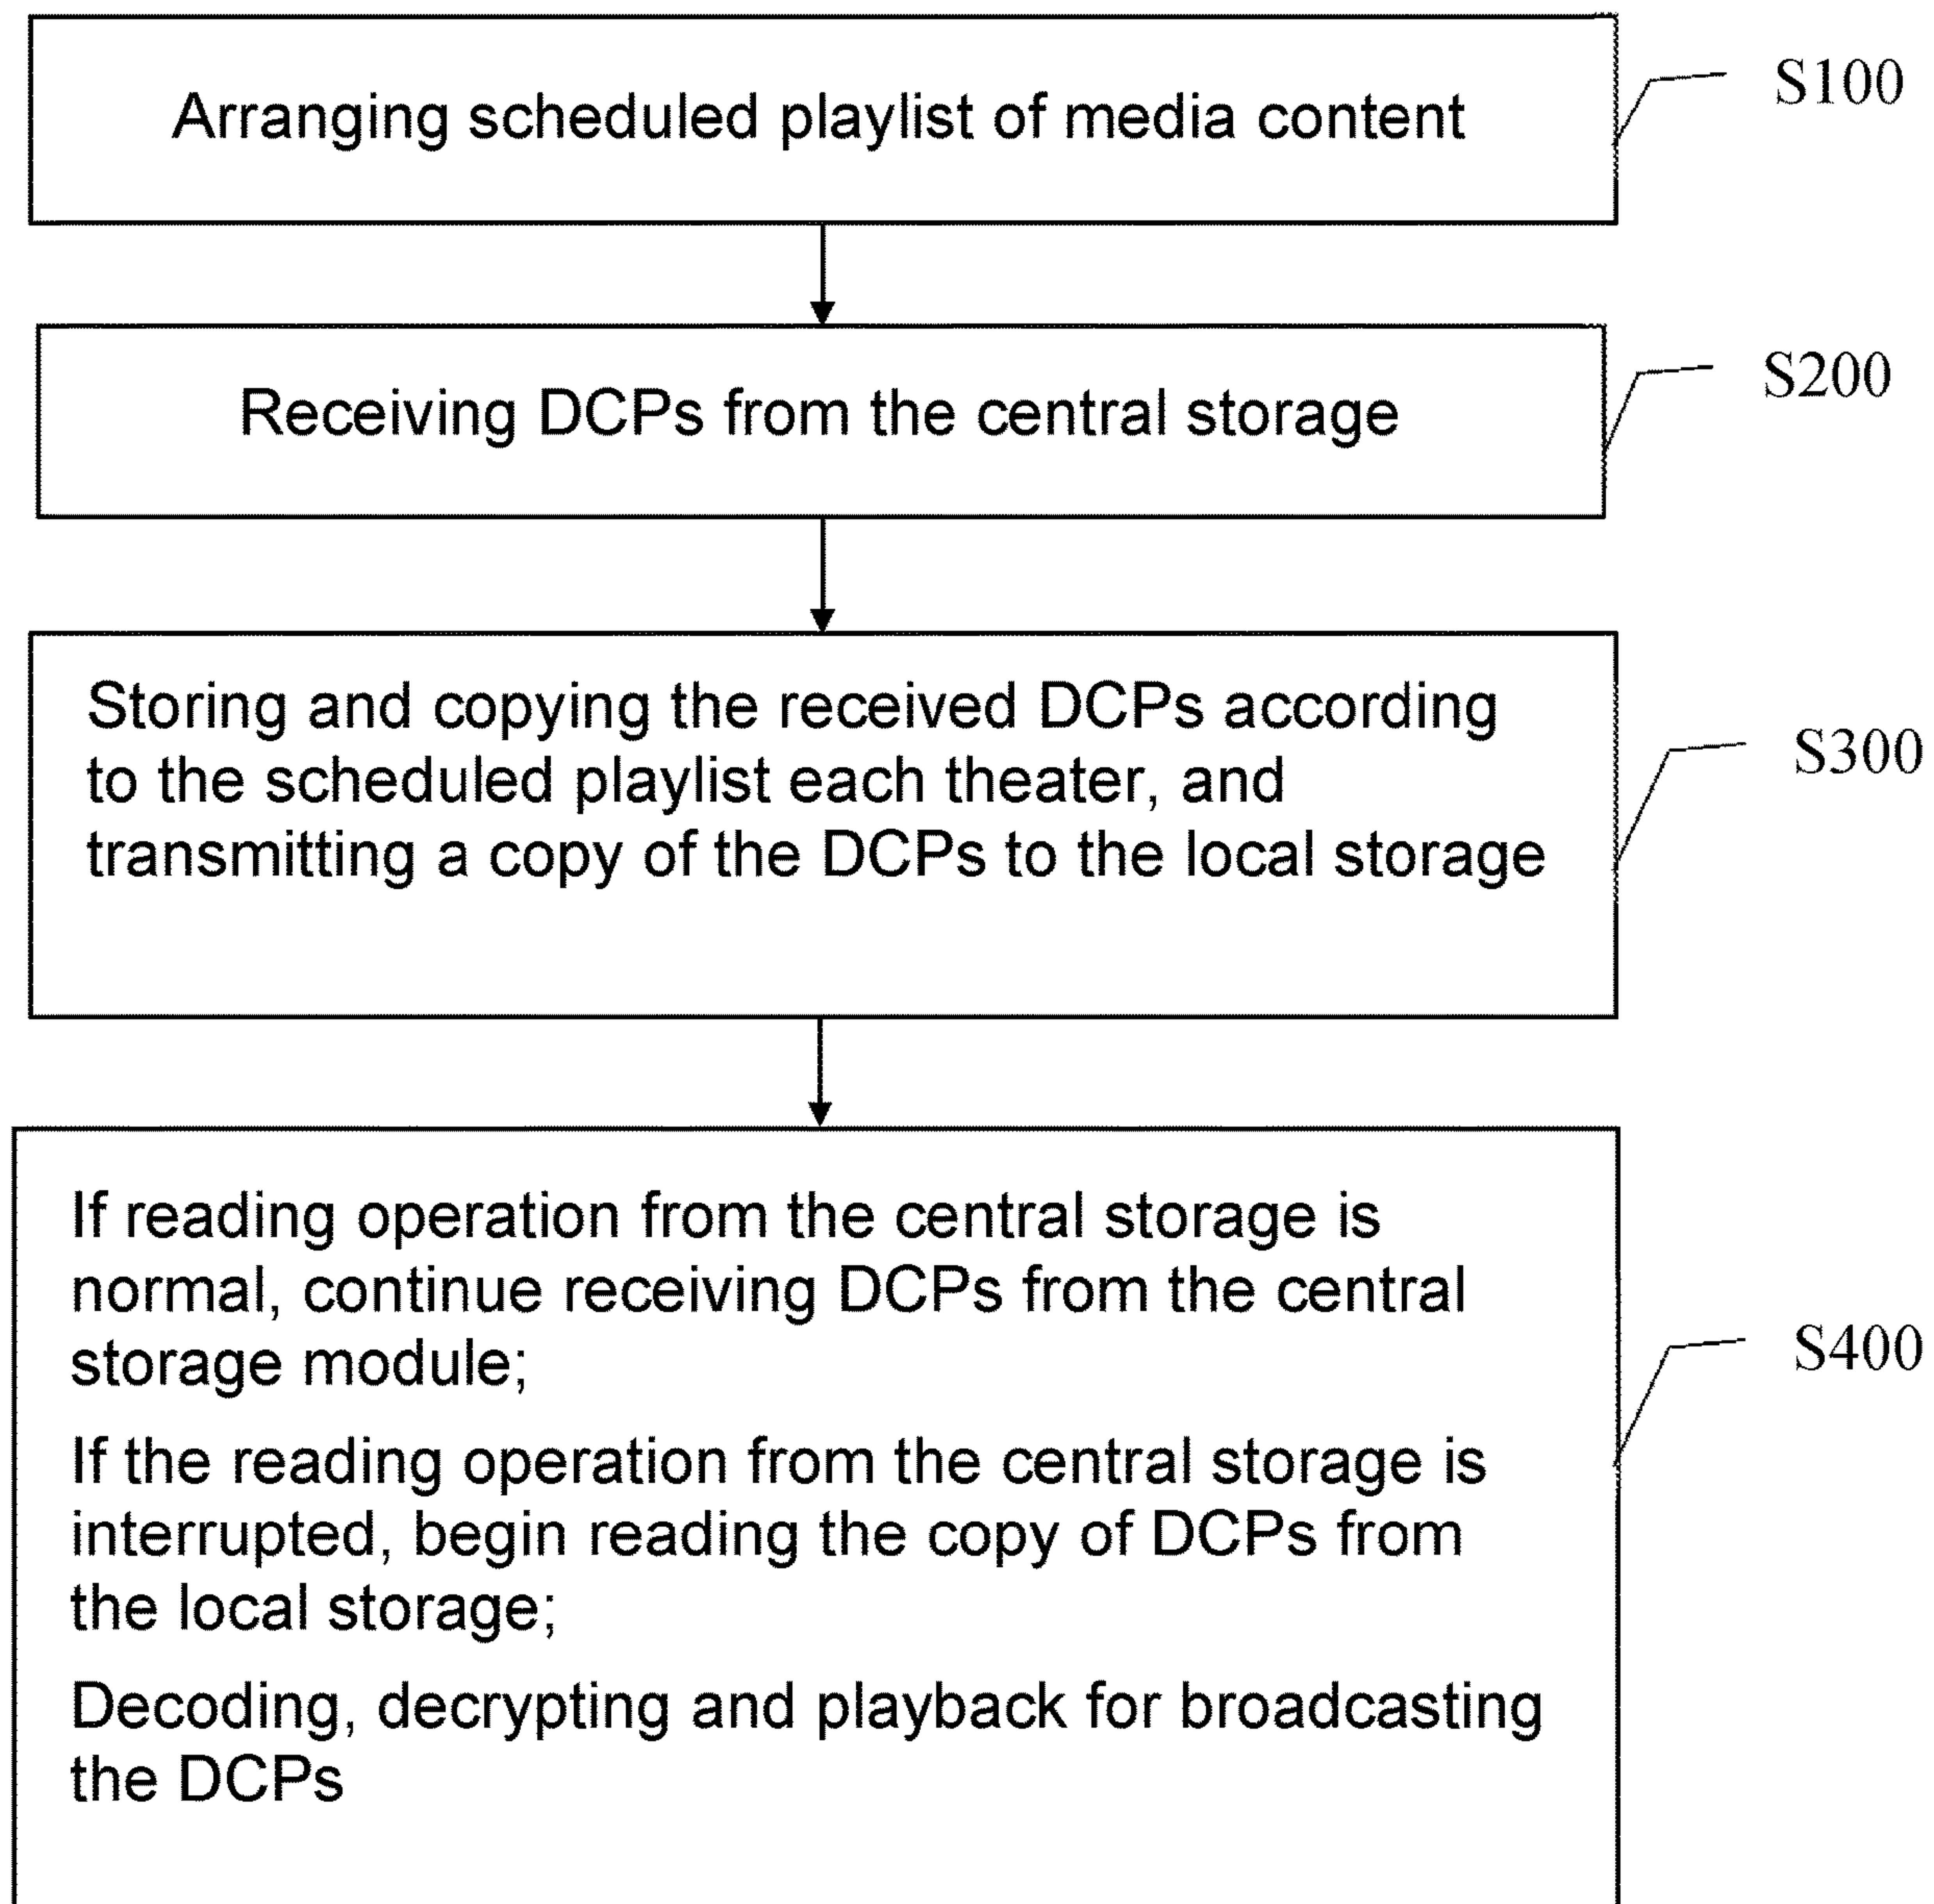 Arranging scheduled playlist of media content
S100
Receiving DCPs from the central storage
S200
Storing and copying the received DCPs according
to the scheduled playlist each theater, and
transmitting a copy of the DCPs to the local storage
S300
If reading operation from the central storage is
normal, continue receiving DCPs from the central
storage module;
If the reading operation from the central storage is
interrupted, begin reading the copy of DCPs from
the local storage;
Decoding, decrypting and playback for broadcasting
the DCPs
S400